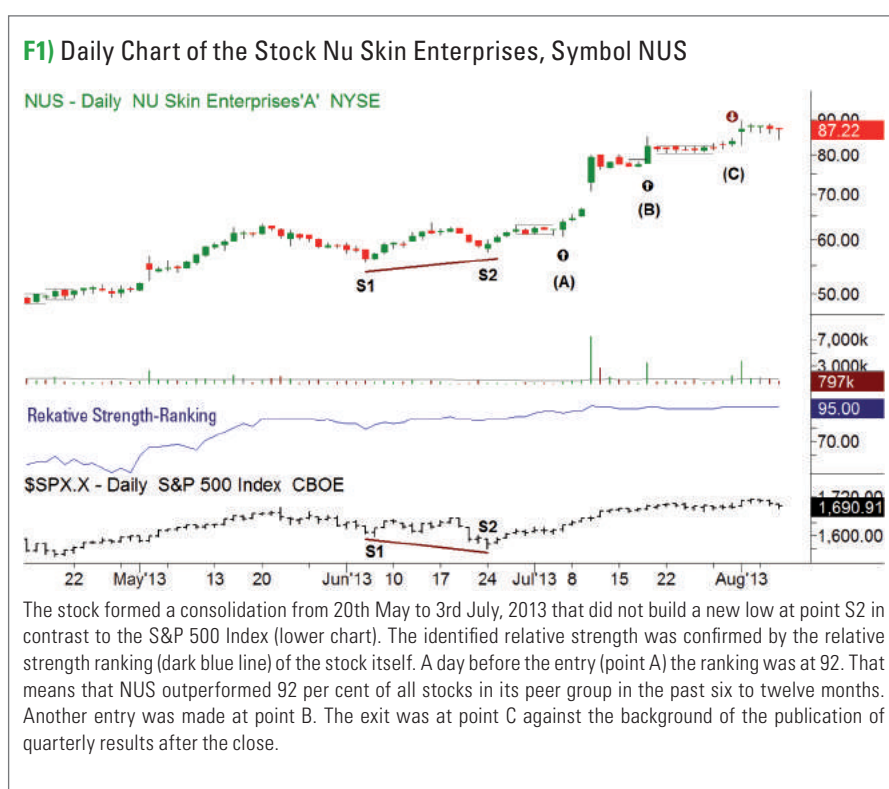 F1) Daily Chart of the Stock Nu Skin Enterprises, Symbol NUS
NUS - Daily NU Skin Enterprises'A' NYSE
90.00
87.22
80.00
70.00
(C)
(B)
60.00
S1
S2
(A)
50.00
7,000k
3,000k
797k
Rekative Strength-Ranking
95.00
70.00
$SPX.X - Daily S&P 500 Index CBOE
1,720.00
1,690.91
S2
1,600.00
S1
22 May'13 13 20 Jun'13 10 17 24 Jul'13 8 15 22 Aug'13
The stock formed a consolidation from 20th May to 3rd July, 2013 that did not build a new low at point S2 in
contrast to the S&P 500 Index (lower chart). The identified relative strength was confirmed by the relative
strength ranking (dark blue line) of the stock itself. A day before the entry (point A) the ranking was at 92. That
means that NUS outperformed 92 per cent of all stocks in its peer group in the past six to twelve months.
Another entry was made at point B. The exit was at point C against the background of the publication of
quarterly results after the close.